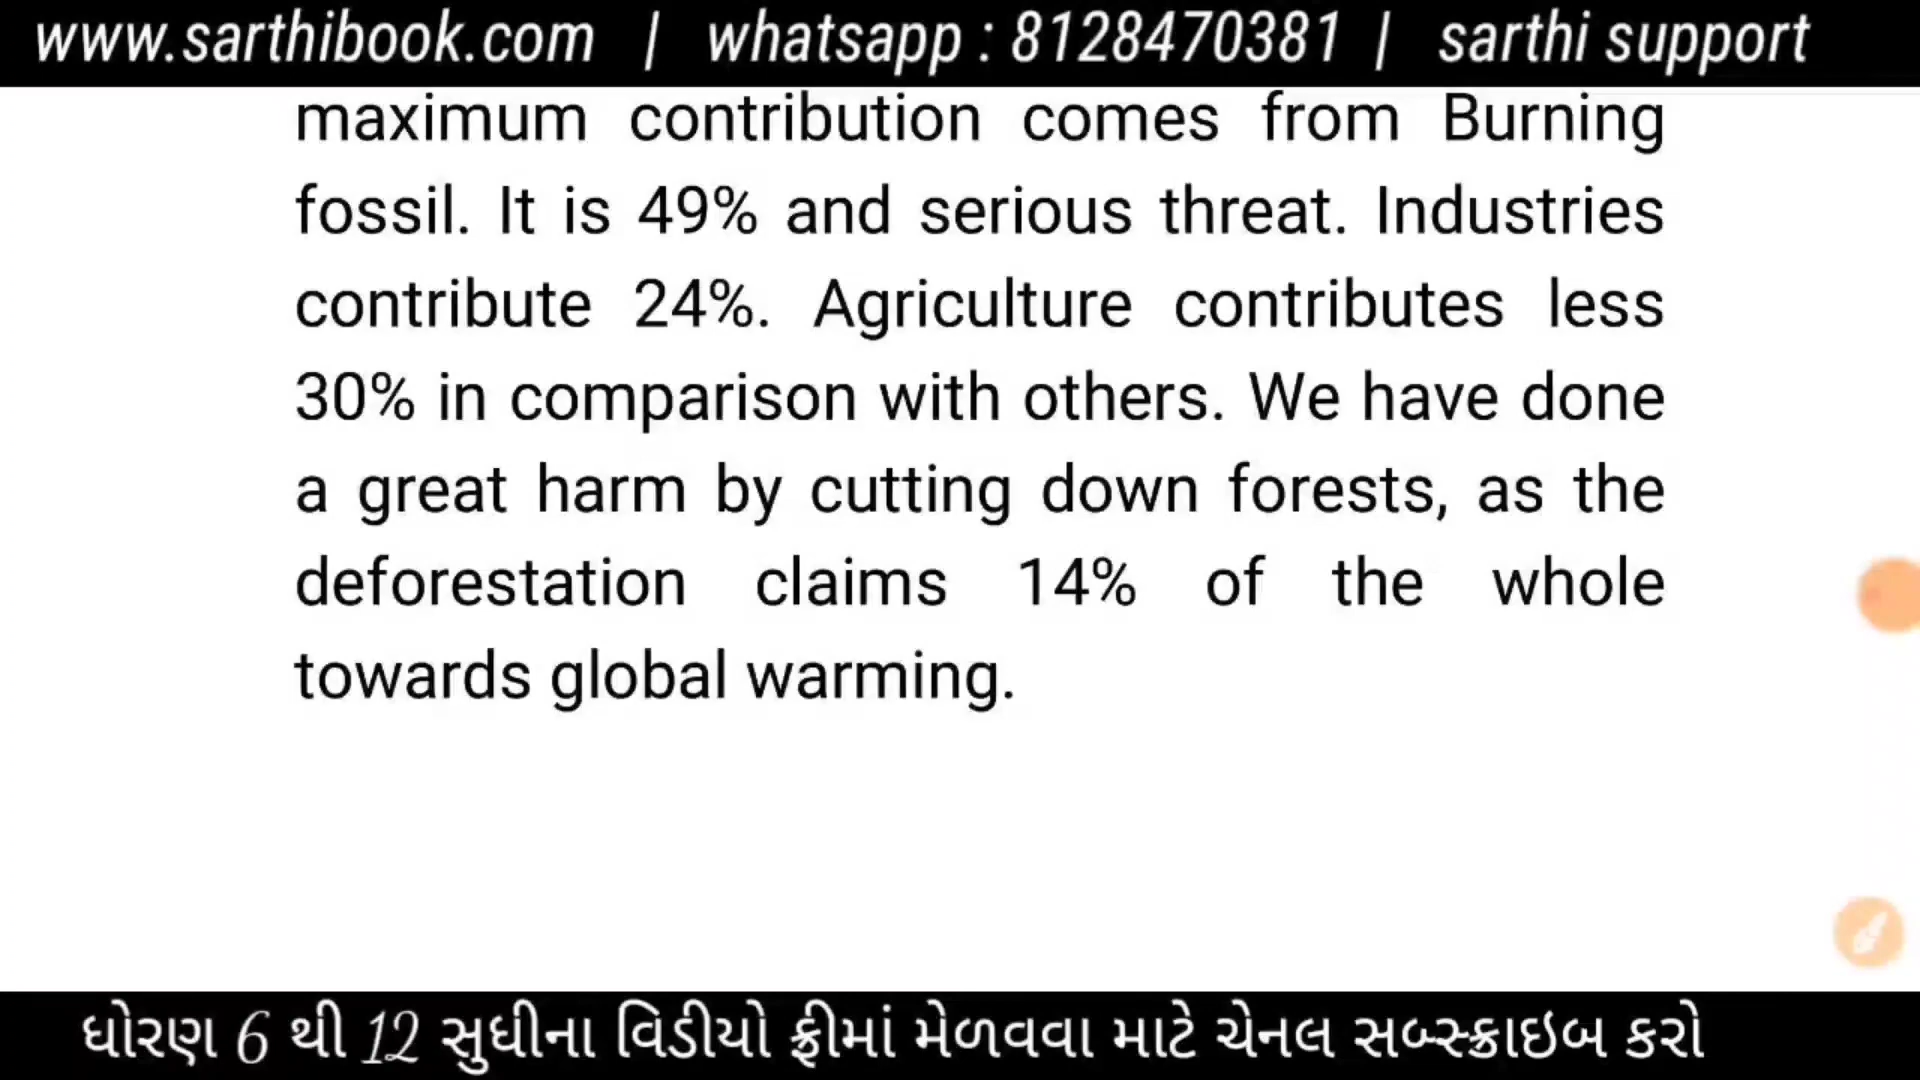 www.sarthibook.com | whatsapp : 8128470381 | sarthi support
maximum contribution comes from Burning
fossil. It is 49% and serious threat. Industries
contribute 24%. Agriculture contributes less
30% in comparison with others. We have done
a great harm by cutting down forests, as the
deforestation claims 14% of the whole
towards global warming.
ધોરણ 6 થી 12 સુધીના વિડીયો ફ્રીમાં મેળવવા માટે ચેનલ સબ્સ્ક્રાઇબ કરો